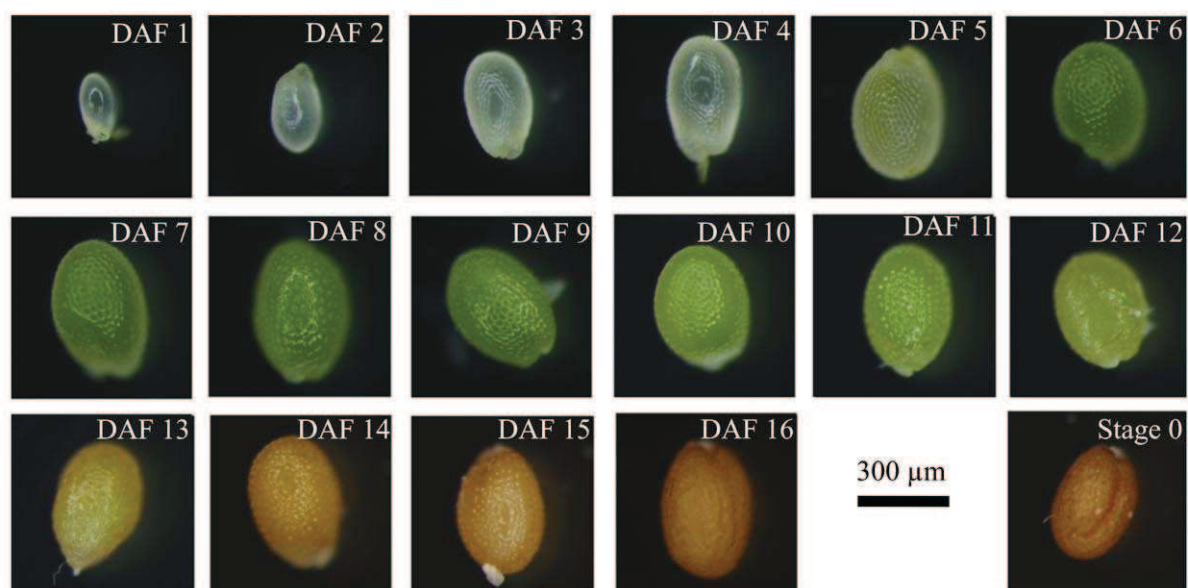 DAF 1
DAF 2
DAF 3
DAF 4
DAF 5
DAF 6
DAF 7
DAF 8
DAF 9
DAF 10
DAF 11
DAF 12
DAF 13
DAF 14
DAF 15
DAF 16
300 µm
Stage 0